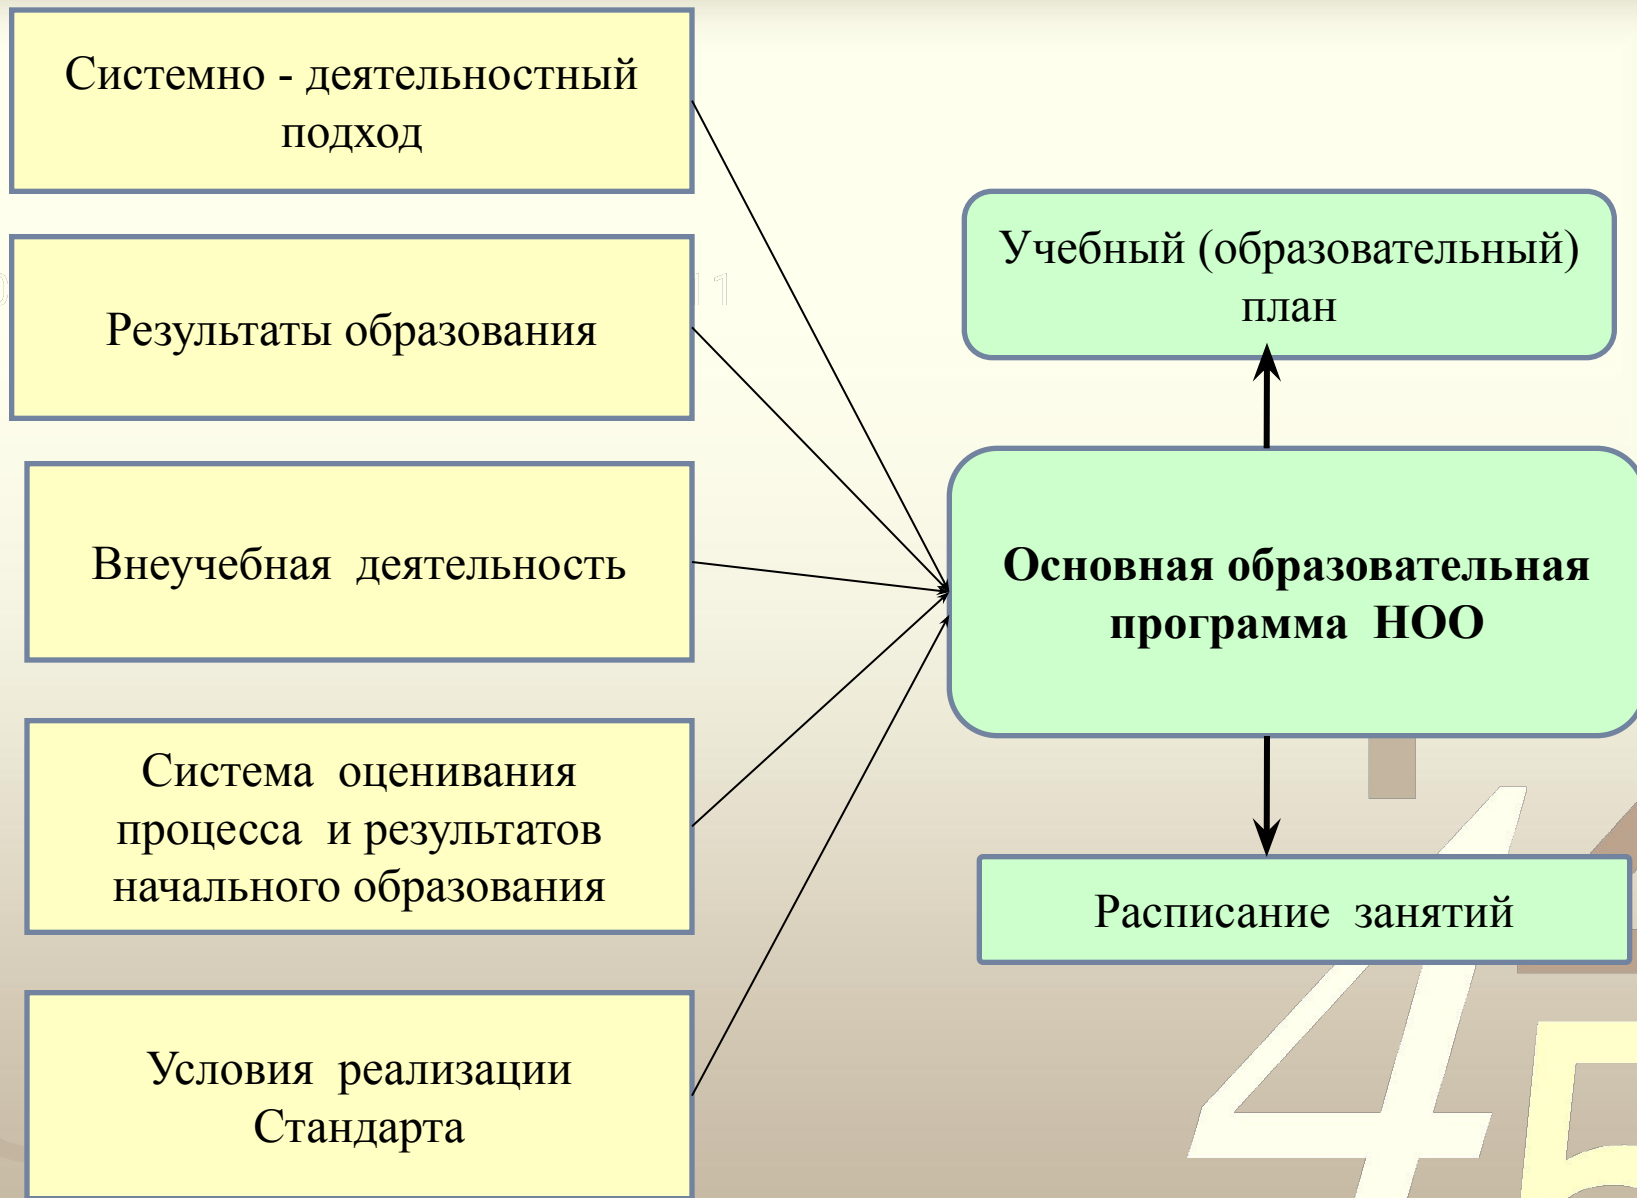 Системно - деятельностный
подход
Результаты образования
Внеучебная деятельность
Система оценивания
процесса и результатов
начального образования
Условия реализации
Стандарта
Учебный (образовательный)
план
Основная образовательная
программа НОО
Расписание занятий